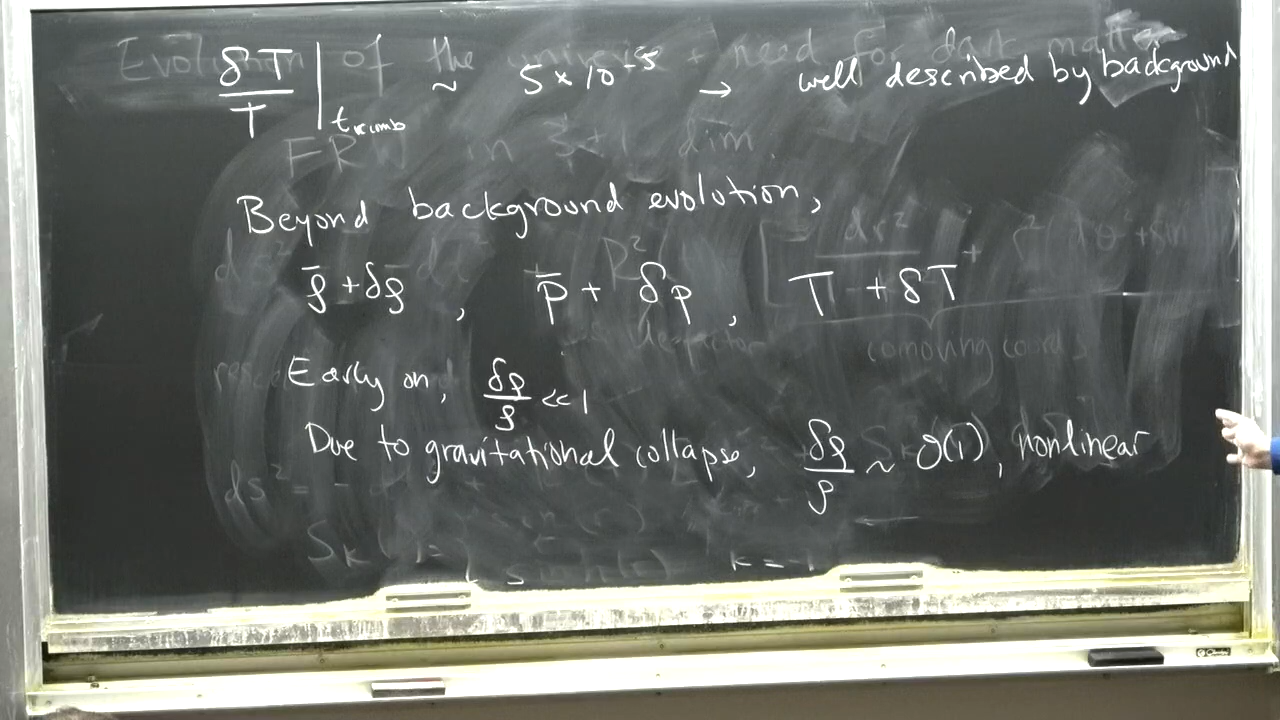 δT/T |t_recomb ~ 5 × 10^-5 → well described by background
Beyond background evolution,
ρ̄ + δρ, p̄ + δp, T̄ + δT
Early on, δρ/ρ << 1
Due to gravitational collapse, δρ/ρ ~ O(1), nonlinear
Evolution of the universe + need for dark matter
FRW in 3+1 dim.
comoving coords